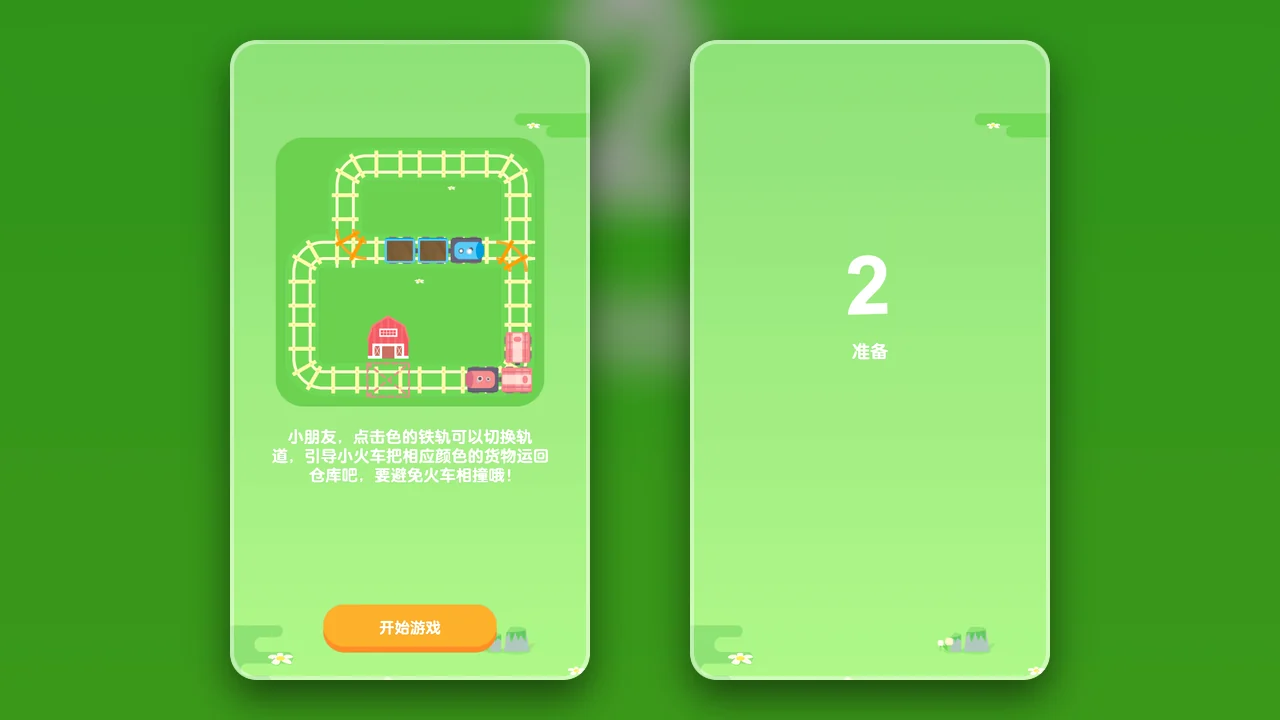 小朋友，点击色的铁轨可以切换轨
道，引导小火车把相应颜色的货物运回
仓库吧，要避免火车相撞哦！
开始游戏
2
准备